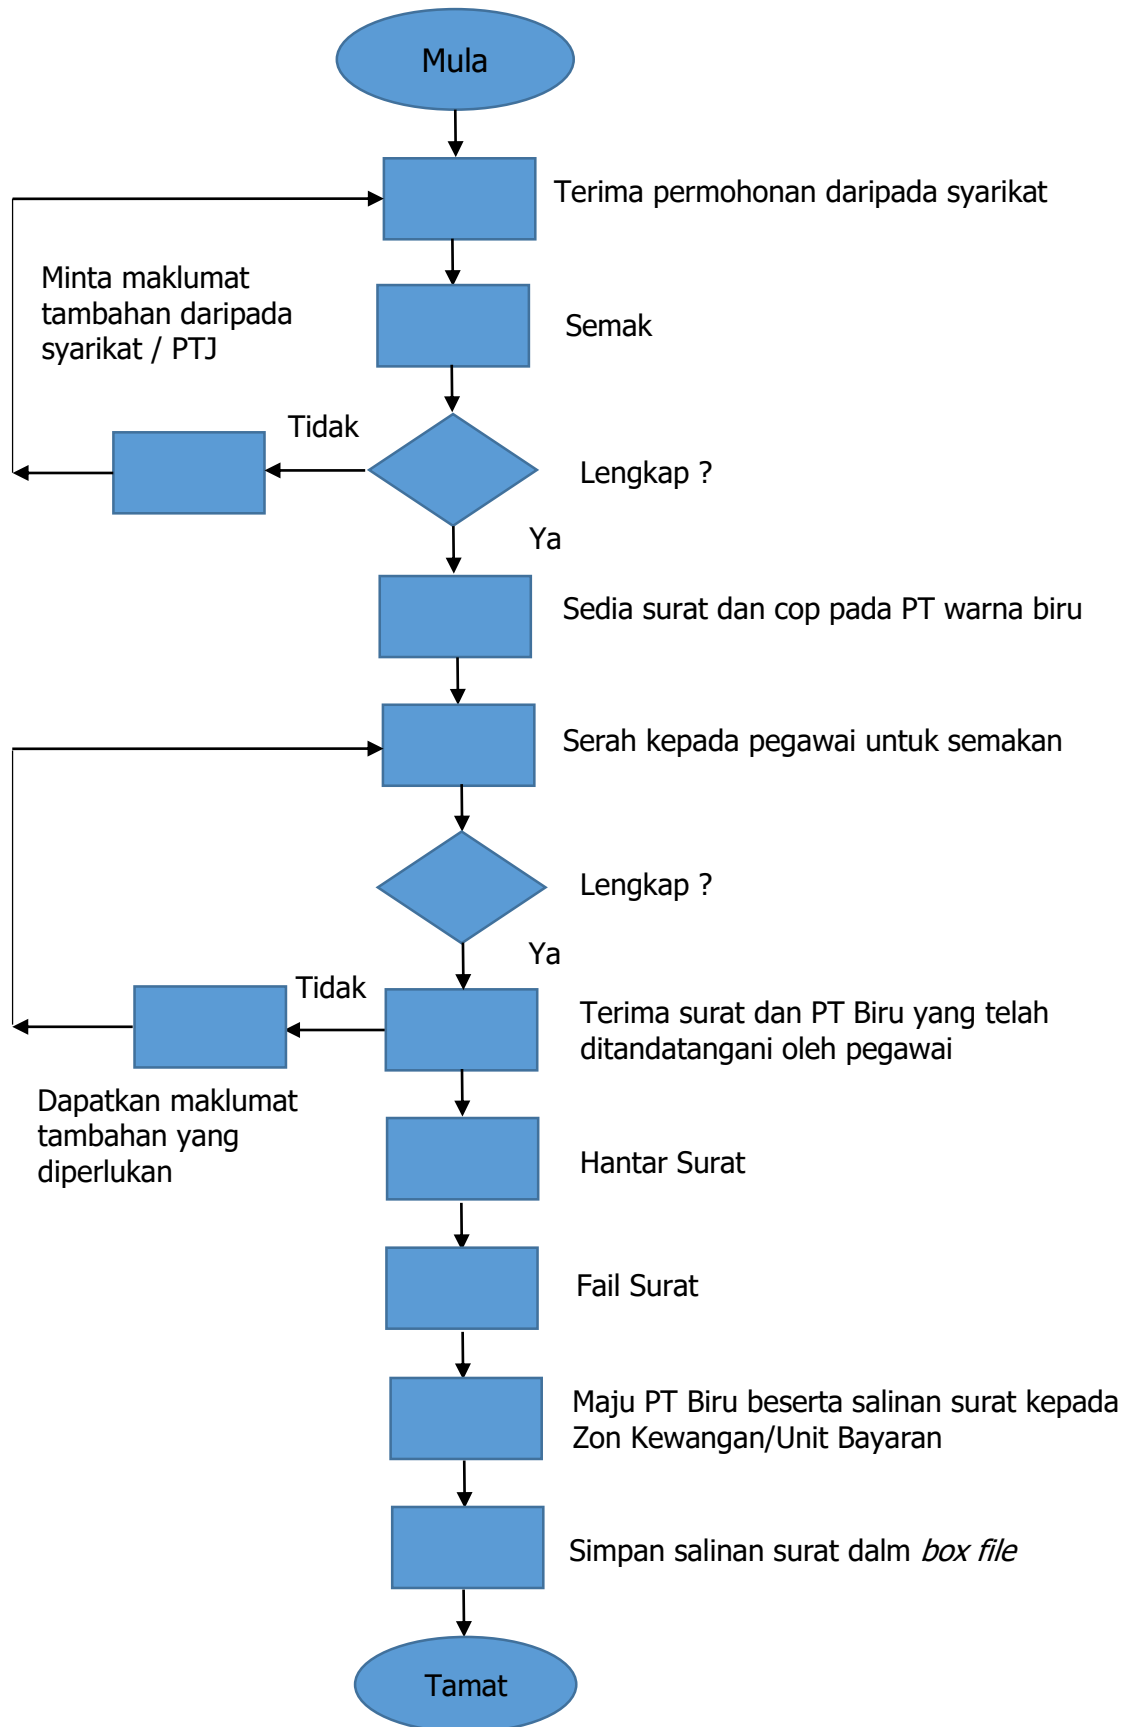 Mula
Terima permohonan daripada syarikat
Minta maklumat
tambahan daripada
syarikat / PTJ
Semak
Tidak
Lengkap ?
Ya
Sedia surat dan cop pada PT warna biru
Serah kepada pegawai untuk semakan
Lengkap ?
Ya
Tidak
Terima surat dan PT Biru yang telah
ditandatangani oleh pegawai
Dapatkan maklumat
tambahan yang
diperlukan
Hantar Surat
Fail Surat
Maju PT Biru beserta salinan surat kepada
Zon Kewangan/Unit Bayaran
Simpan salinan surat dalm box file
Tamat